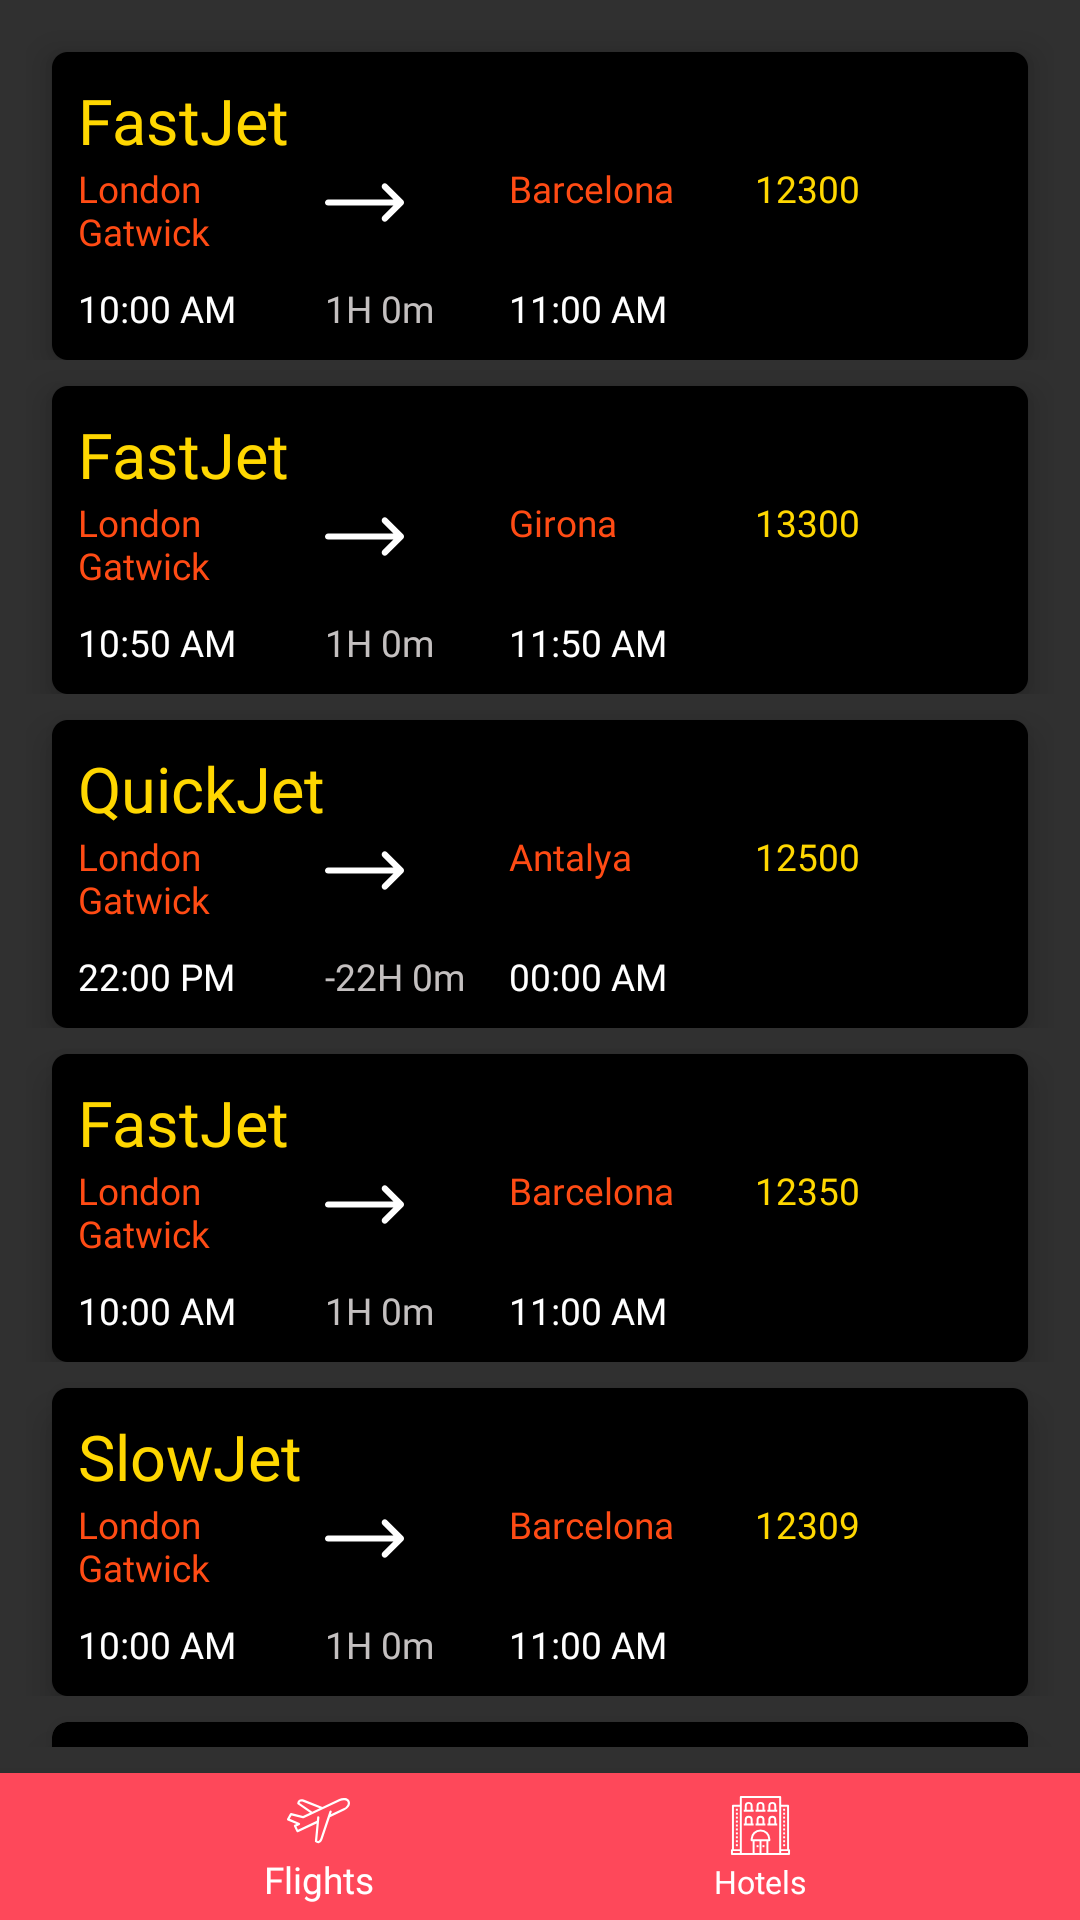 FastJet
London Gatwick
Barcelona
12300
10:00 AM
1H 0m
11:00 AM
FastJet
London Gatwick
Girona
13300
10:50 AM
1H 0m
11:50 AM
QuickJet
London Gatwick
Antalya
12500
22:00 PM
-22H 0m
00:00 AM
FastJet
London Gatwick
Barcelona
12350
10:00 AM
1H 0m
11:00 AM
SlowJet
London Gatwick
Barcelona
12309
10:00 AM
1H 0m
11:00 AM
Flights
Hotels